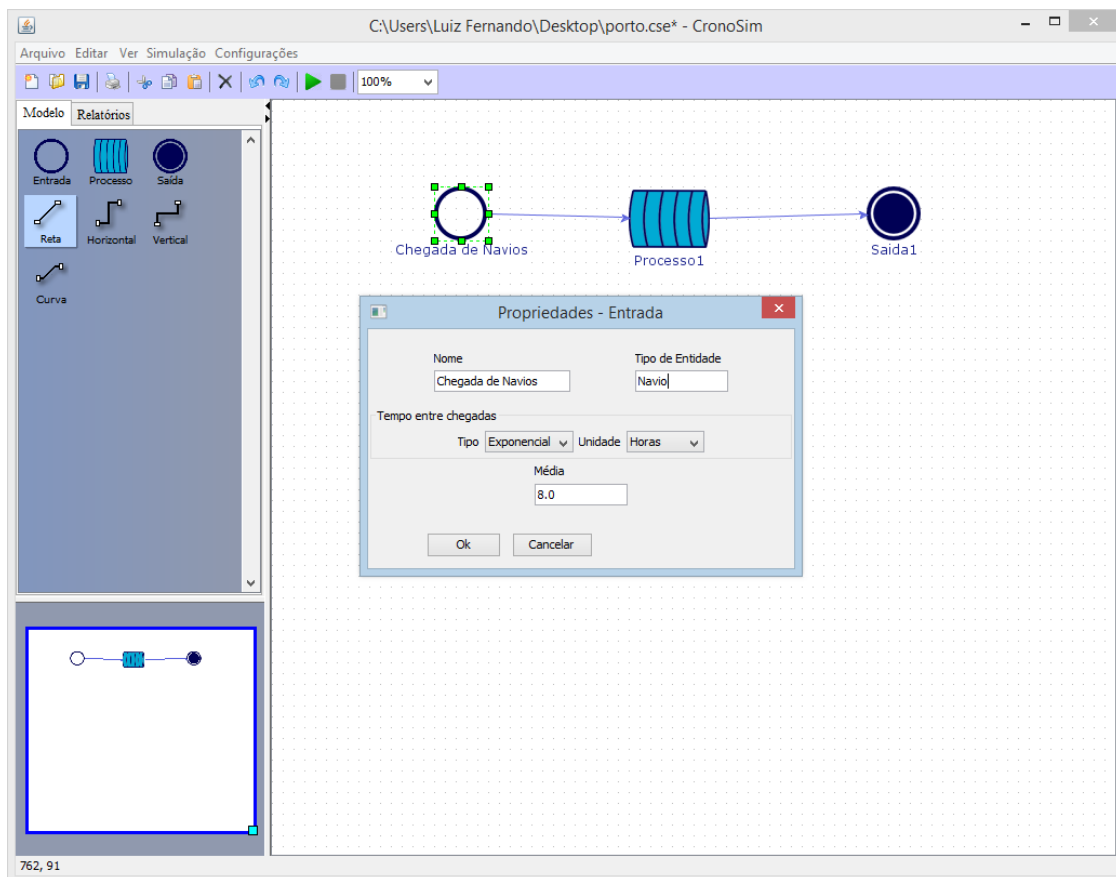 C:\Users\Luiz Fernando\Desktop\porto.cse* - CronoSim
Arquivo Editar Ver Simulação Configurações
100%
Modelo Relatórios
Entrada Processo Saída
Reta Horizontal Vertical
Curva
Chegada de Navios
Processo1
Saida1
Propriedades - Entrada
Nome Tipo de Entidade
Chegada de Navios Navio
Tempo entre chegadas
Tipo Exponencial Unidade Horas
Média
8.0
Ok Cancelar
762, 91